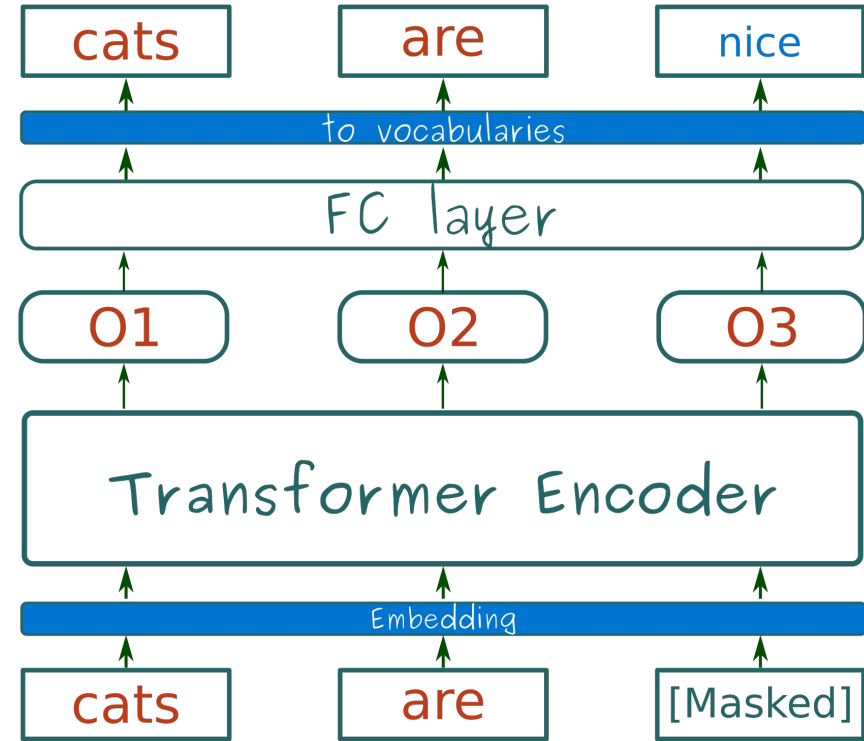 cats are nice
to vocabularies
FC layer
O1 O2 O3
Transformer Encoder
Embedding
cats are [Masked]